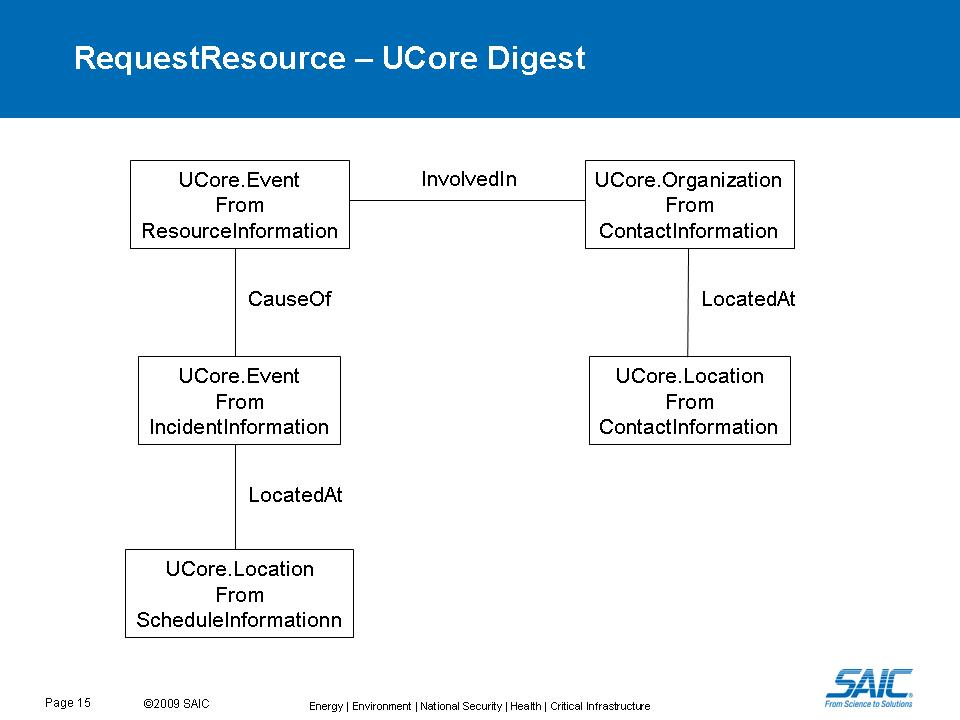 RequestResource – UCore Digest
UCore.Event
From
ResourceInformation
InvolvedIn
UCore.Organization
From
ContactInformation
CauseOf
LocatedAt
UCore.Event
From
IncidentInformation
UCore.Location
From
ContactInformation
LocatedAt
UCore.Location
From
ScheduleInformationn
Page 15
©2009 SAIC
Energy | Environment | National Security | Health | Critical Infrastructure
SAIC
From Science to Solutions